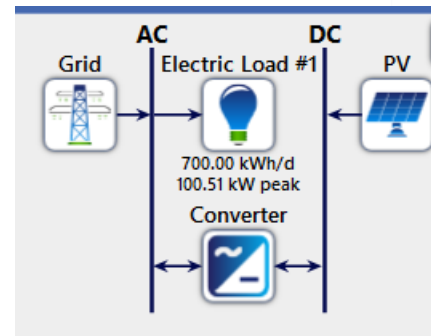 AC DC
Grid Electric Load #1 PV
700.00 kWh/d
100.51 kW peak
Converter